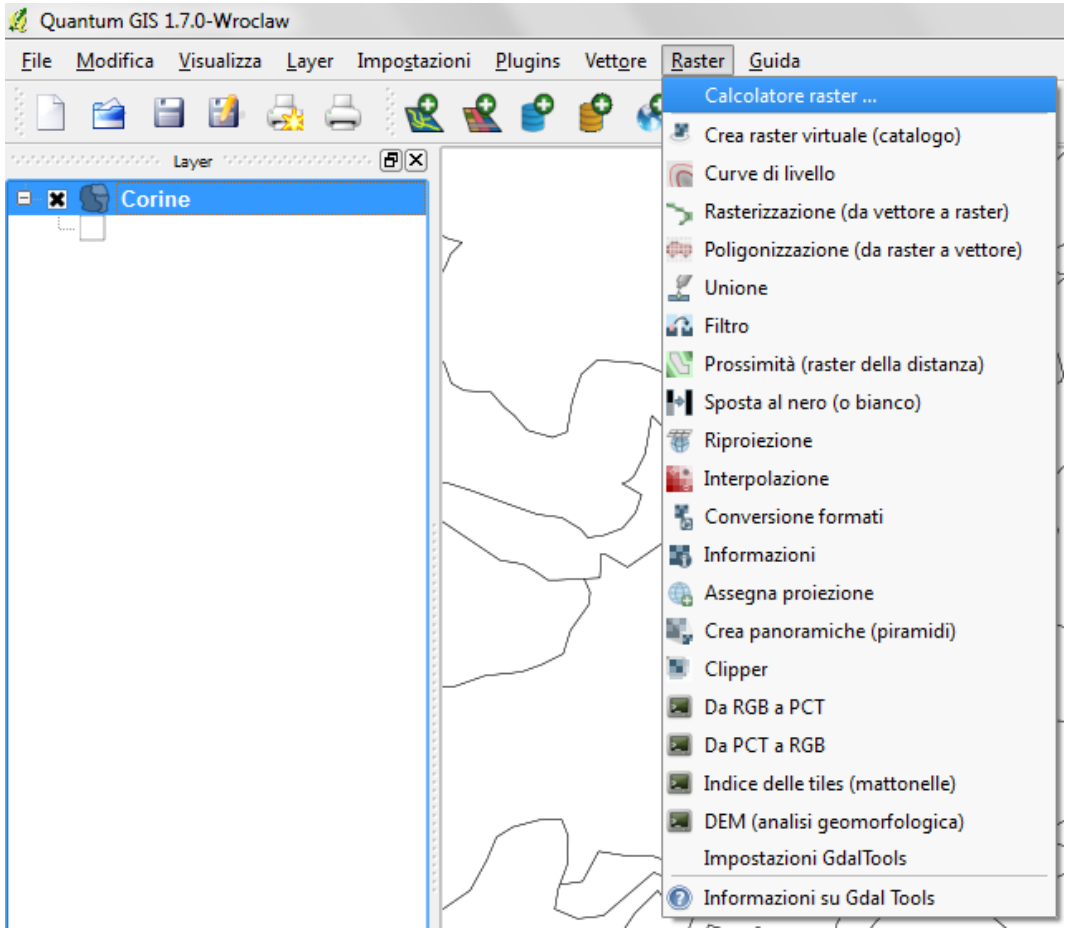 Quantum GIS 1.7.0-Wroclaw
File Modifica Visualizza Layer Impostazioni Plugins Vettore Raster Guida
Layer
Corine
Calcolatore raster ...
Crea raster virtuale (catalogo)
Curve di livello
Rasterizzazione (da vettore a raster)
Poligonizzazione (da raster a vettore)
Unione
Filtro
Prossimità (raster della distanza)
Sposta al nero (o bianco)
Riproiezione
Interpolazione
Conversione formati
Informazioni
Assegna proiezione
Crea panoramiche (piramidi)
Clipper
Da RGB a PCT
Da PCT a RGB
Indice delle tiles (mattonelle)
DEM (analisi geomorfologica)
Impostazioni GdalTools
Informazioni su Gdal Tools